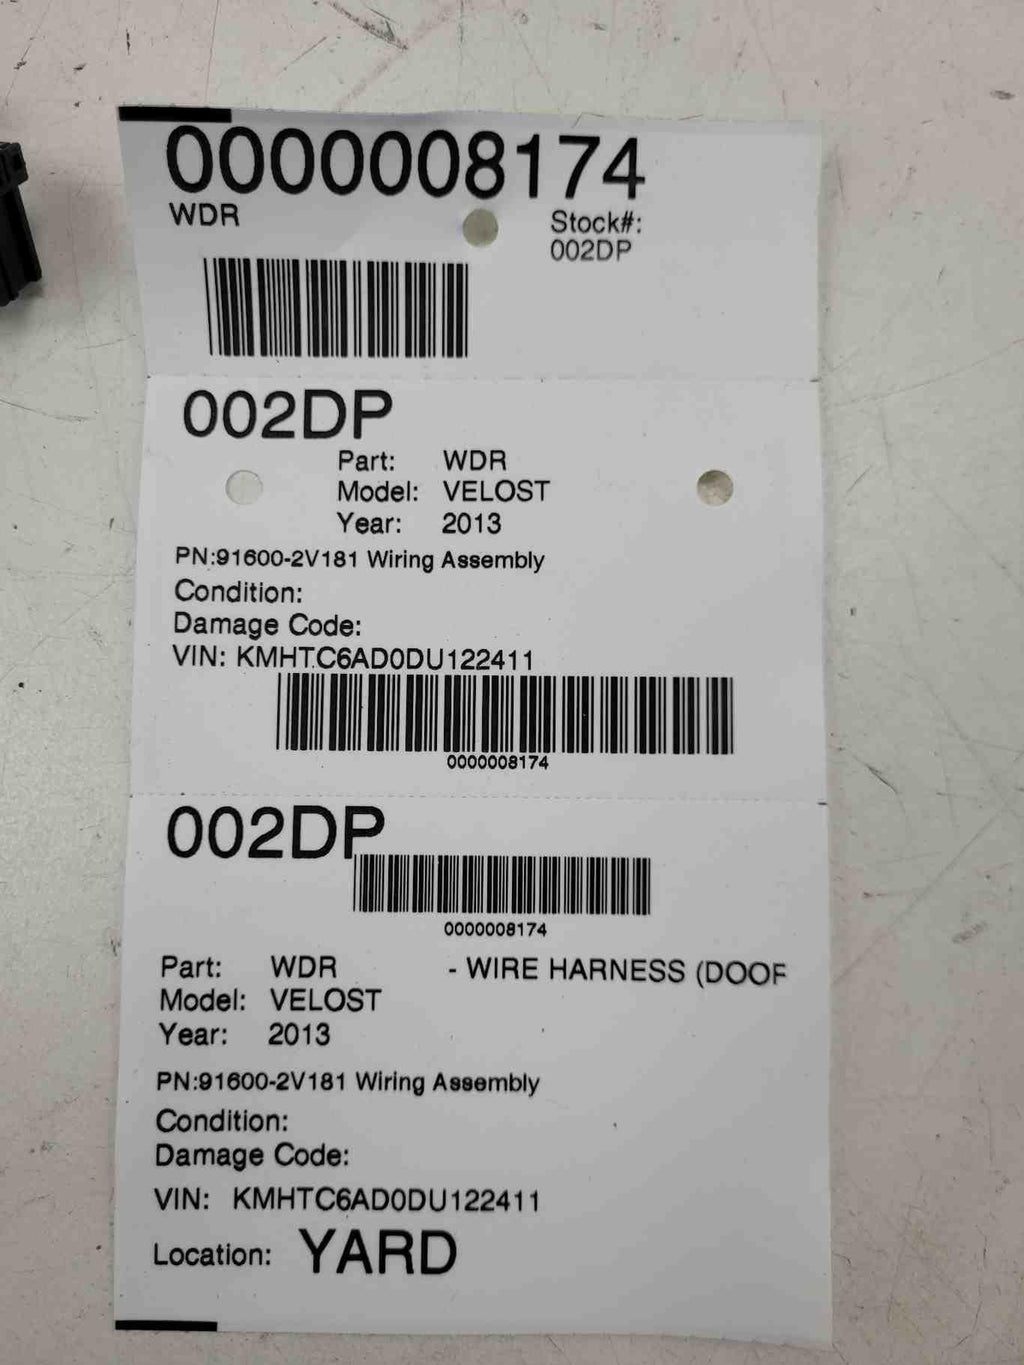 0000008174
WDR
Stock#:
002DP
002DP
Part: WDR
Model: VELOST
Year: 2013
PN:91600-2V181 Wiring Assembly
Condition:
Damage Code:
VIN: KMHTC6AD0DU122411
0000008174
002DP
0000008174
Part: WDR - WIRE HARNESS (DOOF
Model: VELOST
Year: 2013
PN:91600-2V181 Wiring Assembly
Condition:
Damage Code:
VIN: KMHTC6AD0DU122411
Location: YARD